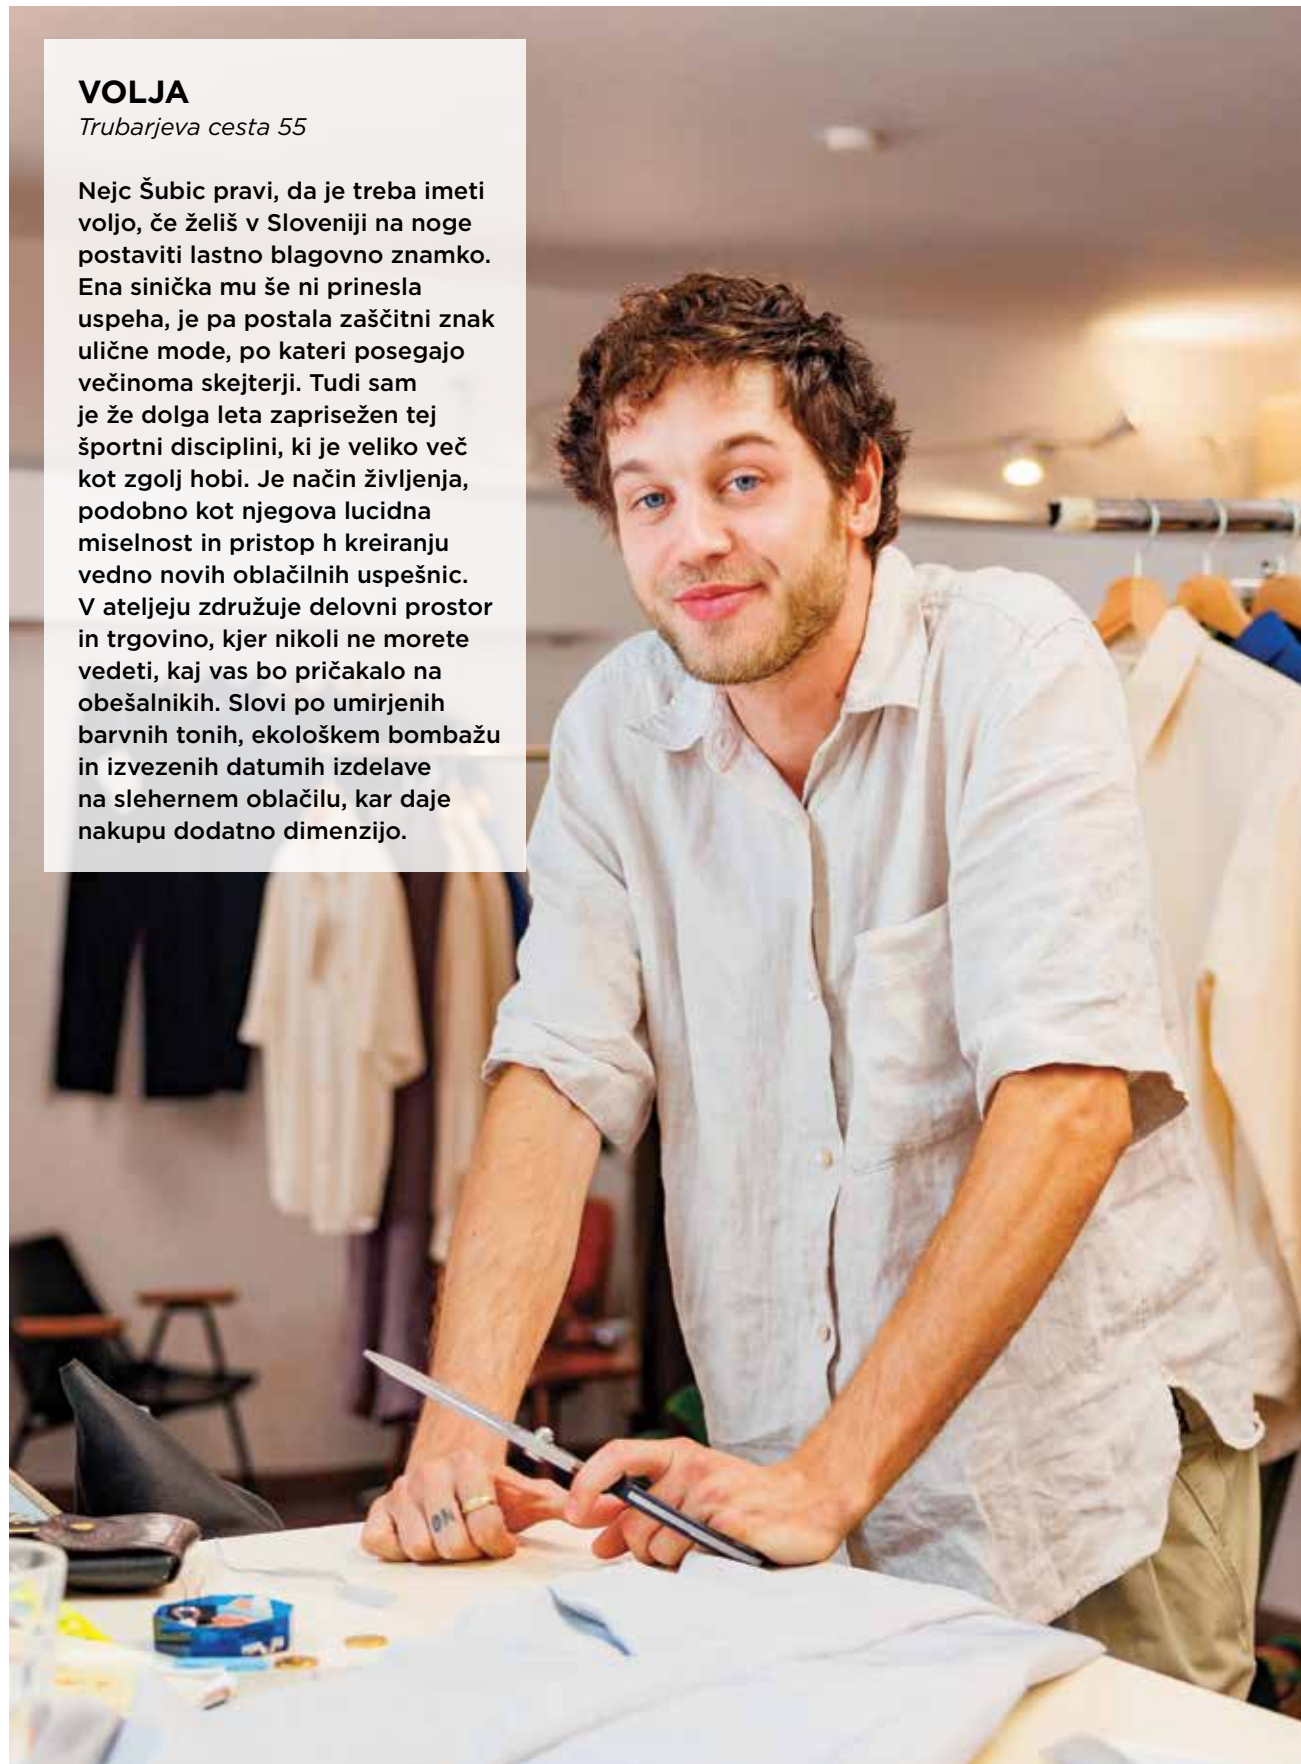 VOLJA
Trubarjeva cesta 55
Nejc Šubic pravi, da je treba imeti
voljo, če želiš v Sloveniji na noge
postaviti lastno blagovno znamko.
Ena sinička mu še ni prinesla
uspeha, je pa postala zaščitni znak
ulične mode, po kateri posegajo
večinoma skejterji. Tudi sam
je že dolga leta zaprisežen tej
športni disciplini, ki je veliko več
kot zgolj hobi. Je način življenja,
podobno kot njegova lucidna
miselnost in pristop h kreiranju
vedno novih oblačilnih uspešnic.
V ateljeju združuje delovni prostor
in trgovino, kjer nikoli ne morete
vedeti, kaj vas bo pričakalo na
obešalnikih. Slovi po umirjenih
barvnih tonih, ekološkem bombažu
in izvezenih datumih izdelave
na slehernem oblačilu, kar daje
nakupu dodatno dimenzijo.
ON